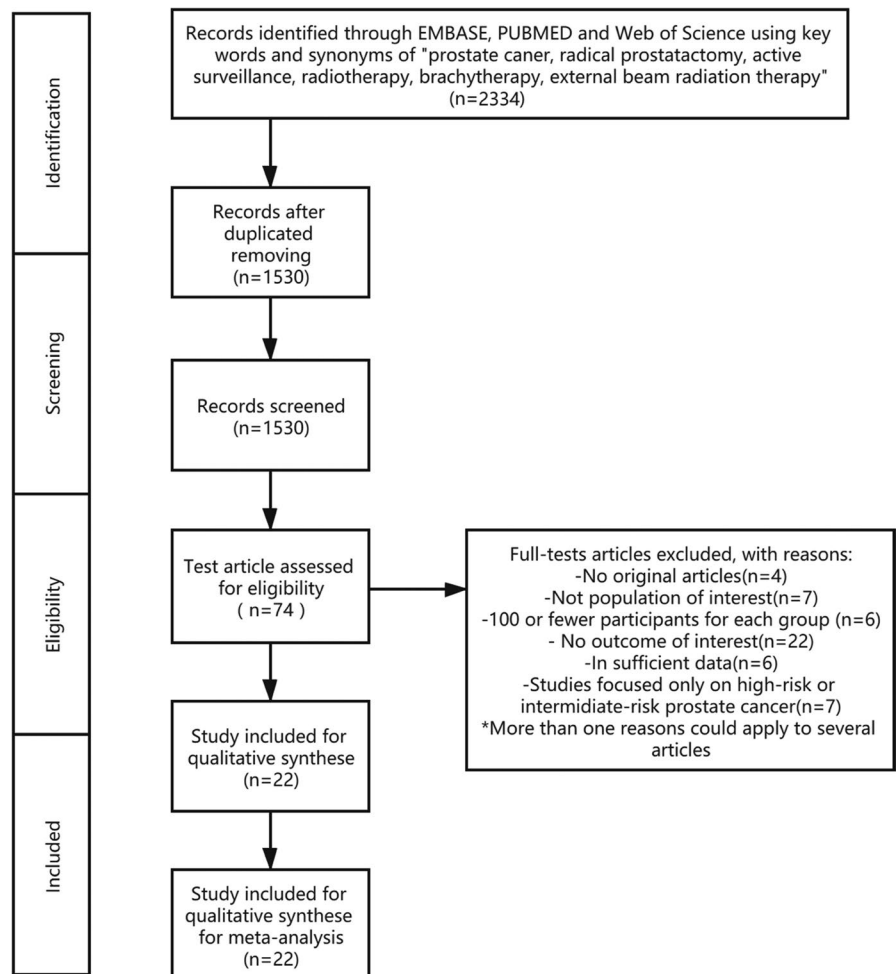 Identification
Screening
Eligibility
Included
Records identified through EMBASE, PUBMED and Web of Science using key
words and synonyms of "prostate caner, radical prostatactomy, active
surveillance, radiotherapy, brachytherapy, external beam radiation therapy"
(n=2334)
Records after
duplicated
removing
(n=1530)
Records screened
(n=1530)
Test article assessed
for eligibility
( n=74 )
Full-tests articles excluded, with reasons:
-No original articles(n=4)
-Not population of interest(n=7)
-100 or fewer participants for each group (n=6)
- No outcome of interest(n=22)
-In sufficient data(n=6)
-Studies focused only on high-risk or
intermidiate-risk prostate cancer(n=7)
*More than one reasons could apply to several
articles
Study included for
qualitative synthese
(n=22)
Study included for
qualitative synthese
for meta-analysis
(n=22)